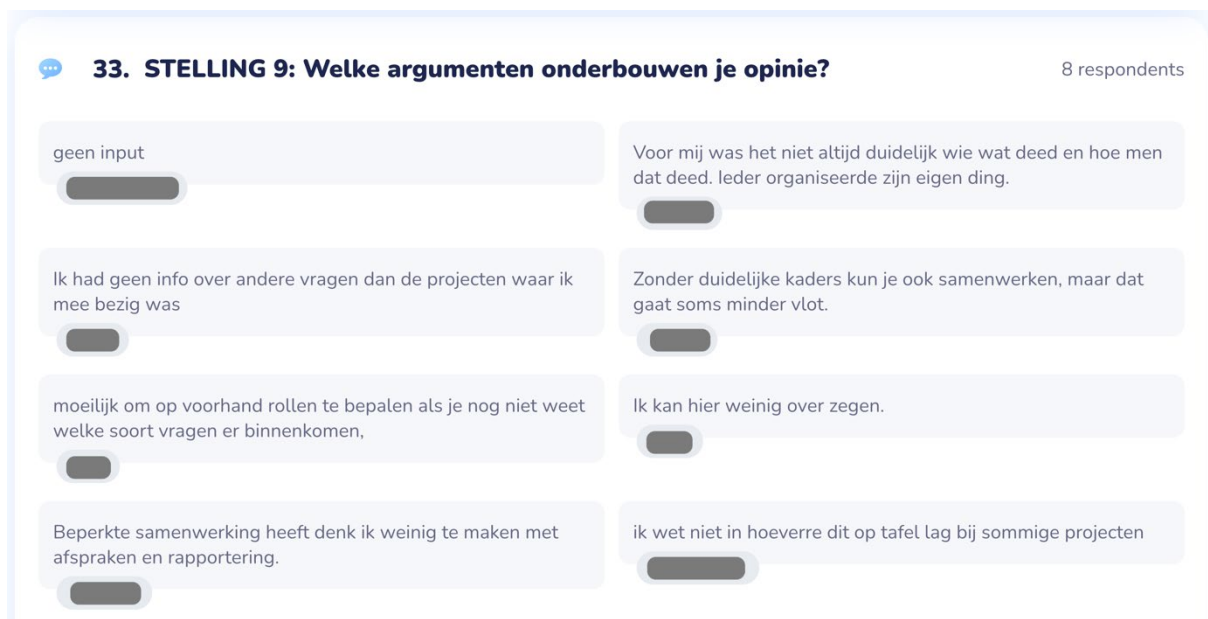 33. STELLING 9: Welke argumenten onderbouwen je opinie?
8 respondents
geen input
Voor mij was het niet altijd duidelijk wie wat deed en hoe men
dat deed. Ieder organiseerde zijn eigen ding.
Ik had geen info over andere vragen dan de projecten waar ik
mee bezig was
Zonder duidelijke kaders kun je ook samenwerken, maar dat
gaat soms minder vlot.
moeilijk om op voorhand rollen te bepalen als je nog niet weet
welke soort vragen er binnenkomen,
Ik kan hier weinig over zegen.
Beperkte samenwerking heeft denk ik weinig te maken met
afspraken en rapportering.
ik wet niet in hoeverre dit op tafel lag bij sommige projecten